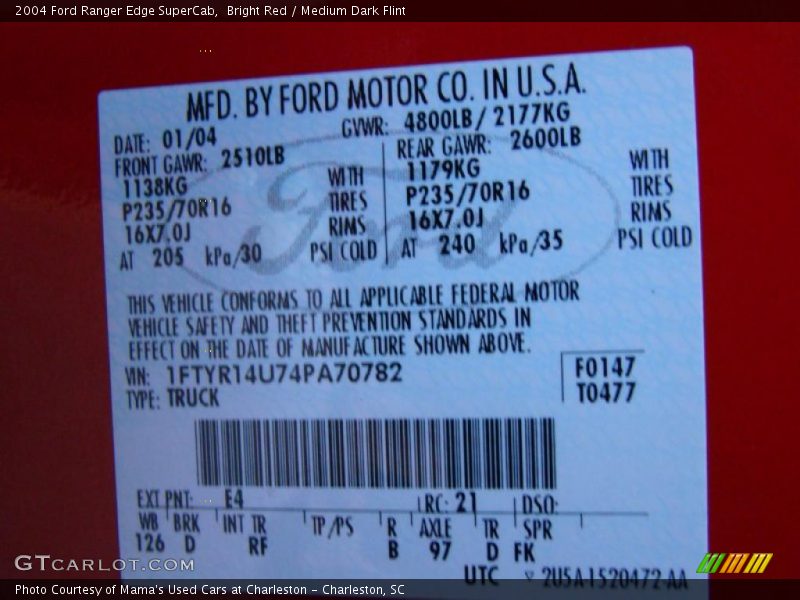 2004 Ford Ranger Edge SuperCab,  Bright Red / Medium Dark Flint
MFD. BY FORD MOTOR CO. IN U.S.A.
DATE: 01/04 GVWR: 4800LB / 2177KG
FRONT GAWR: 2510LB REAR GAWR: 2600LB
1138KG WITH 1179KG WITH
P235/70R16 TIRES P235/70R16 TIRES
16X7.0J RIMS 16X7.0J RIMS
AT 205 kPa/30 PSI COLD AT 240 kPa/35 PSI COLD
Ford
THIS VEHICLE CONFORMS TO ALL APPLICABLE FEDERAL MOTOR
VEHICLE SAFETY AND THEFT PREVENTION STANDARDS IN
EFFECT ON THE DATE OF MANUFACTURE SHOWN ABOVE.
VIN: 1FTYR14U74PA70782 F0147
TYPE: TRUCK T0477
EXT PNT: E4 RC: 21 DSO:
WB BRK INT TR TP/PS R AXLE TR SPR
126 D RF B 97 D FK
UTC ▽ 2U5A1520472-AA
GTCARLOT.COM
Photo Courtesy of Mama's Used Cars at Charleston - Charleston, SC